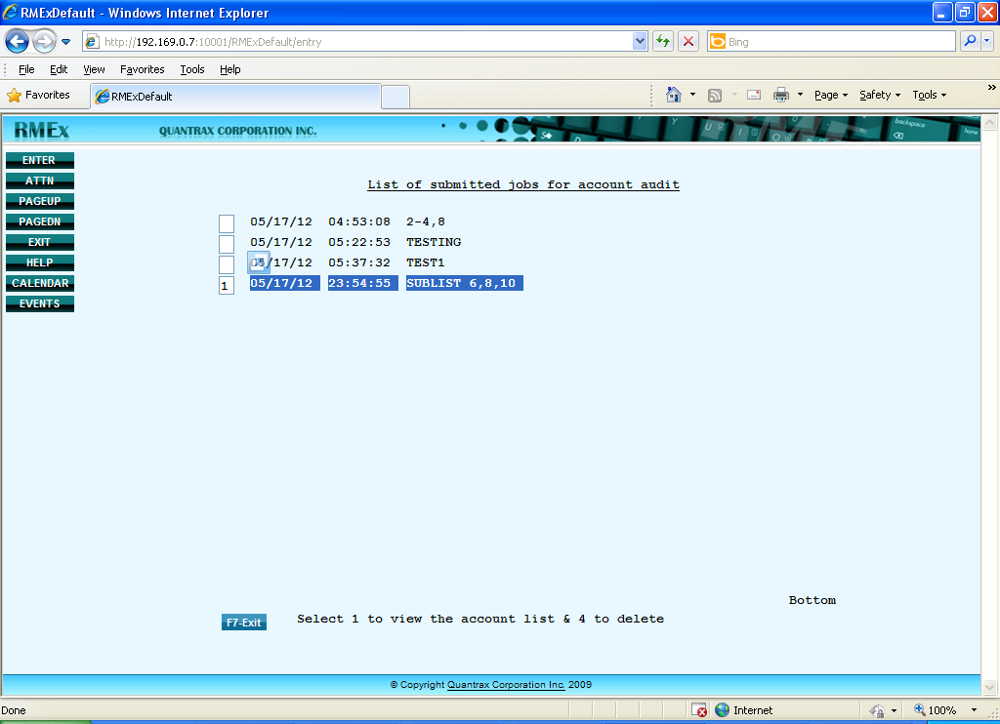 RMExDefault - Windows Internet Explorer
http://192.169.0.7:10001/RMExDefault/entry
Bing
File Edit View Favorites Tools Help
Favorites
RMExDefault
Page Safety Tools
RMEx
QUANTRAX CORPORATION INC.
backspace
home
ENTER
ATTN
PAGEUP
PAGEDN
EXIT
HELP
CALENDAR
EVENTS
List of submitted jobs for account audit
05/17/12 04:53:08 2-4,8
05/17/12 05:22:53 TESTING
05/17/12 05:37:32 TEST1
1 05/17/12 23:54:55 SUBLIST 6,8,10
Bottom
F7-Exit Select 1 to view the account list & 4 to delete
© Copyright Quantrax Corporation Inc. 2009
Done
Internet
100%